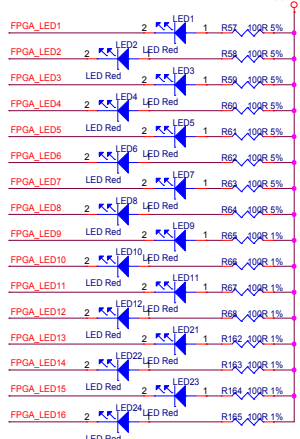 FPGA_LED1 2 LED1 1 R57 100R 5%
LED Red
FPGA_LED2 2 LED2 1 R58 100R 5%
LED Red
FPGA_LED3 2 LED3 1 R59 100R 5%
LED Red
FPGA_LED4 2 LED4 1 R60 100R 5%
LED Red
FPGA_LED5 2 LED5 1 R61 100R 5%
LED Red
FPGA_LED6 2 LED6 1 R62 100R 5%
LED Red
FPGA_LED7 2 LED7 1 R63 100R 5%
LED Red
FPGA_LED8 2 LED8 1 R64 100R 5%
LED Red
FPGA_LED9 2 LED9 1 R65 100R 1%
LED Red
FPGA_LED10 2 LED10 1 R66 100R 1%
LED Red
FPGA_LED11 2 LED11 1 R67 100R 1%
LED Red
FPGA_LED12 2 LED12 1 R68 100R 1%
LED Red
FPGA_LED13 2 LED21 1 R162 100R 1%
LED Red
FPGA_LED14 2 LED22 1 R163 100R 1%
LED Red
FPGA_LED15 2 LED23 1 R164 100R 1%
LED Red
FPGA_LED16 2 LED24 1 R165 100R 1%
LED Red